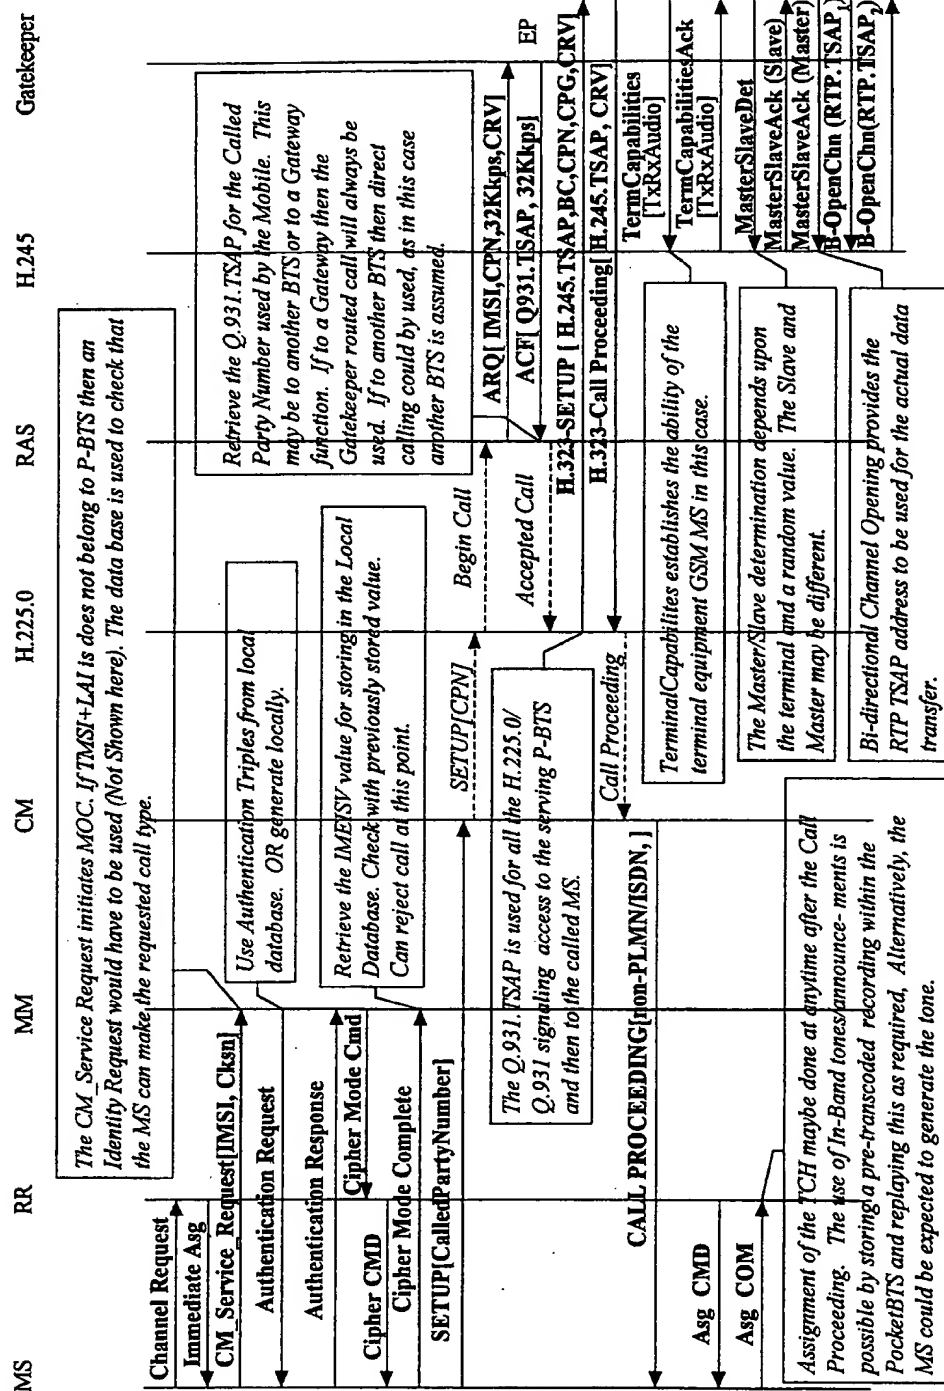 MS
RR
MM
CM
H.225.0
RAS
H.245
Gatekeeper
The CM_Service Request initiates MOC. If TMSI+LAI is does not belong to P-BTS then an
Identity Request would have to be used (Not Shown here). The data base is used to check that
the MS can make the requested call type.
Channel Request
Immediate Asg
CM_Service_Request[IMSI, Cksn]
Authentication Request
Use Authentication Triples from local
database. OR generate locally.
Authentication Response
Cipher Mode Cmd
Cipher CMD
Cipher Mode Complete
Retrieve the IMEISV value for storing in the Local
Database. Check with previously stored value.
Can reject call at this point.
SETUP[CalledPartyNumber]
SETUP[CPN]
Begin Call
Retrieve the Q.931.TSAP for the Called
Party Number used by the Mobile. This
may be to another BTS or to a Gateway
function. If to a Gateway then the
Gatekeeper routed call will always be
used. If to another BTS then direct
calling could by used, as in this case
another BTS is assumed.
ARQ[ IMSI,CPN,32Kkps,CRV]
ACF[ Q931.TSAP, 32Kkps]
EP
Accepted Call
H.323-SETUP [ H.245.TSAP,BC,CPN,CPG,CRV]
H.323-Call Proceeding[ H.245.TSAP, CRV]
The Q.931.TSAP is used for all the H.225.0/
Q.931 signaling access to the serving P-BTS
and then to the called MS.
Call Proceeding
CALL PROCEEDING[non-PLMN/ISDN, ]
TermCapabilities
[TxRxAudio]
TermCapabilitiesAck
[TxRxAudio]
TerminalCapabilites establishes the ability of the
terminal equipment GSM MS in this case.
Asg CMD
Asg COM
MasterSlaveDet
MasterSlaveAck (Slave)
MasterSlaveAck (Master)
The Master/Slave determination depends upon
the terminal and a random value. The Slave and
Master may be different.
B-OpenChn (RTP.TSAP1)
B-OpenChn(RTP.TSAP2)
Bi-directional Channel Opening provides the
RTP TSAP address to be used for the actual data
transfer.
Assignment of the TCH maybe done at anytime after the Call
Proceeding. The use of In-Band tones/announce- ments is
possible by storing a pre-transcoded recording within the
PocketBTS and replaying this as required, Alternatively, the
MS could be expected to generate the tone.